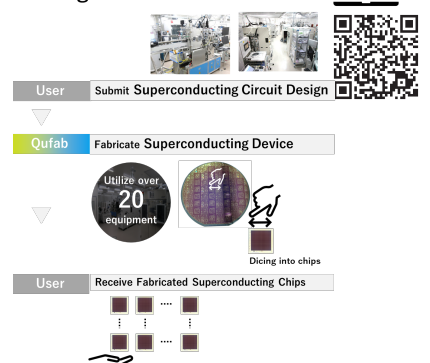 User
Submit Superconducting Circuit Design
Qufab
Fabricate Superconducting Device
Utilize over
20
equipment
Dicing into chips
User
Receive Fabricated Superconducting Chips